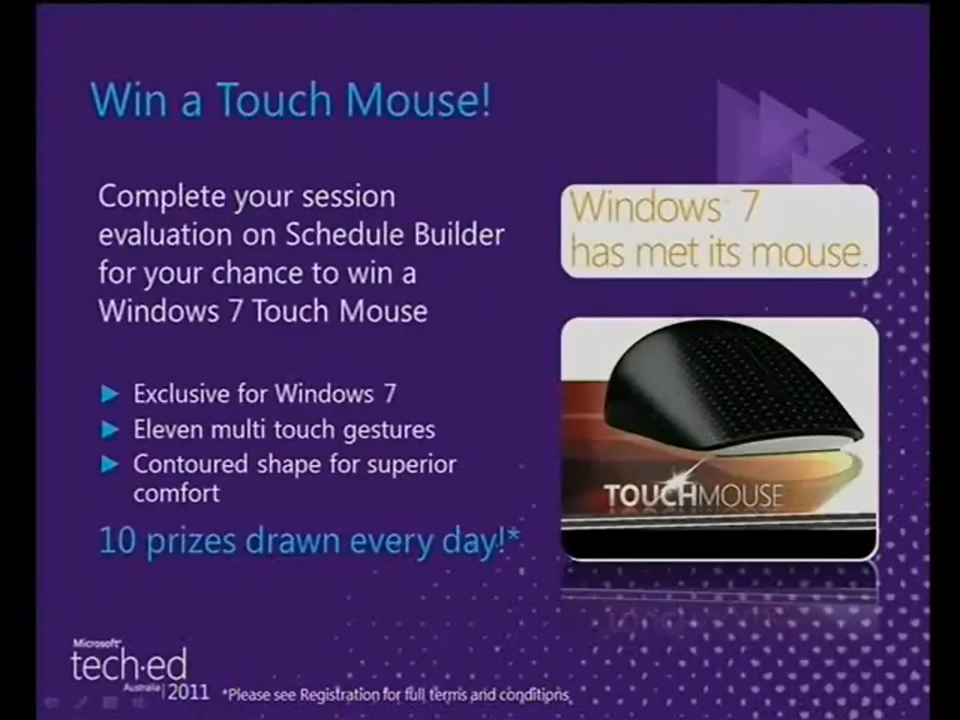 Win a Touch Mouse!
Complete your session
evaluation on Schedule Builder
for your chance to win a
Windows 7 Touch Mouse
Exclusive for Windows 7
Eleven multi touch gestures
Contoured shape for superior
comfort
10 prizes drawn every day!*
Windows 7
has met its mouse.
TOUCHMOUSE
Microsoft®
tech·ed
Australia | 2011
*Please see Registration for full terms and conditions.